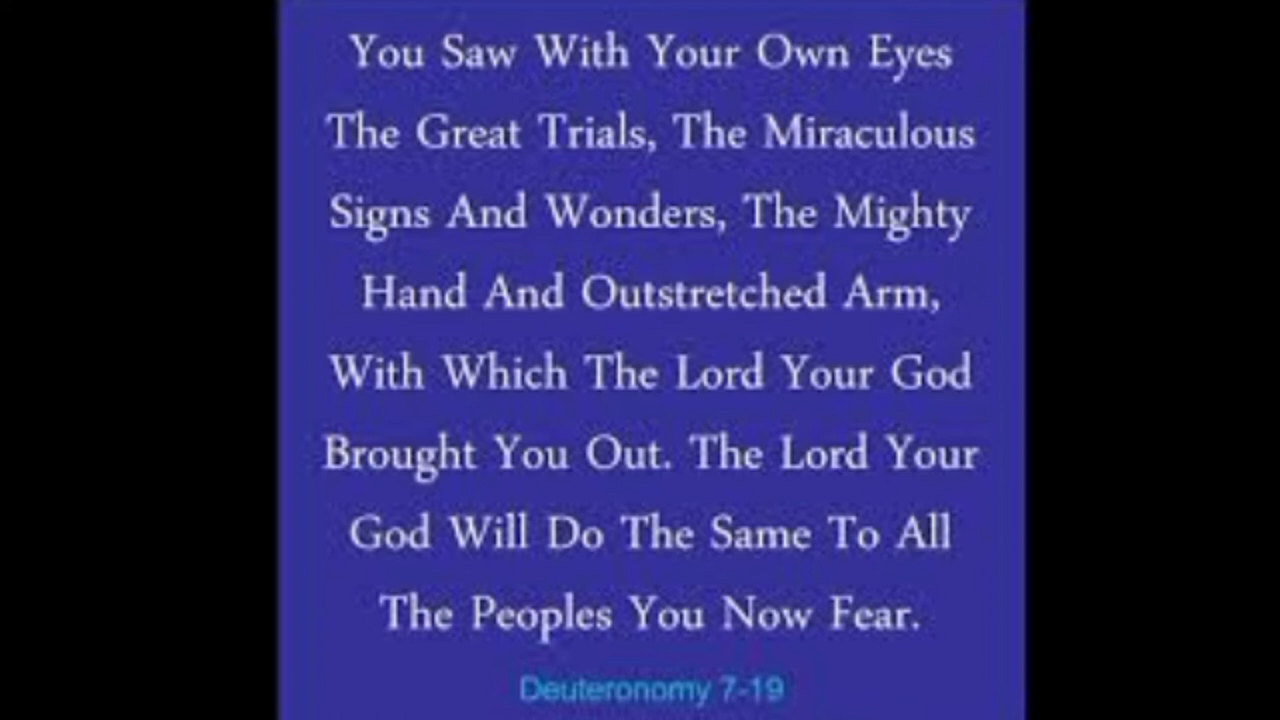 You Saw With Your Own Eyes
The Great Trials, The Miraculous
Signs And Wonders, The Mighty
Hand And Outstretched Arm,
With Which The Lord Your God
Brought You Out. The Lord Your
God Will Do The Same To All
The Peoples You Now Fear.
Deuteronomy 7-19